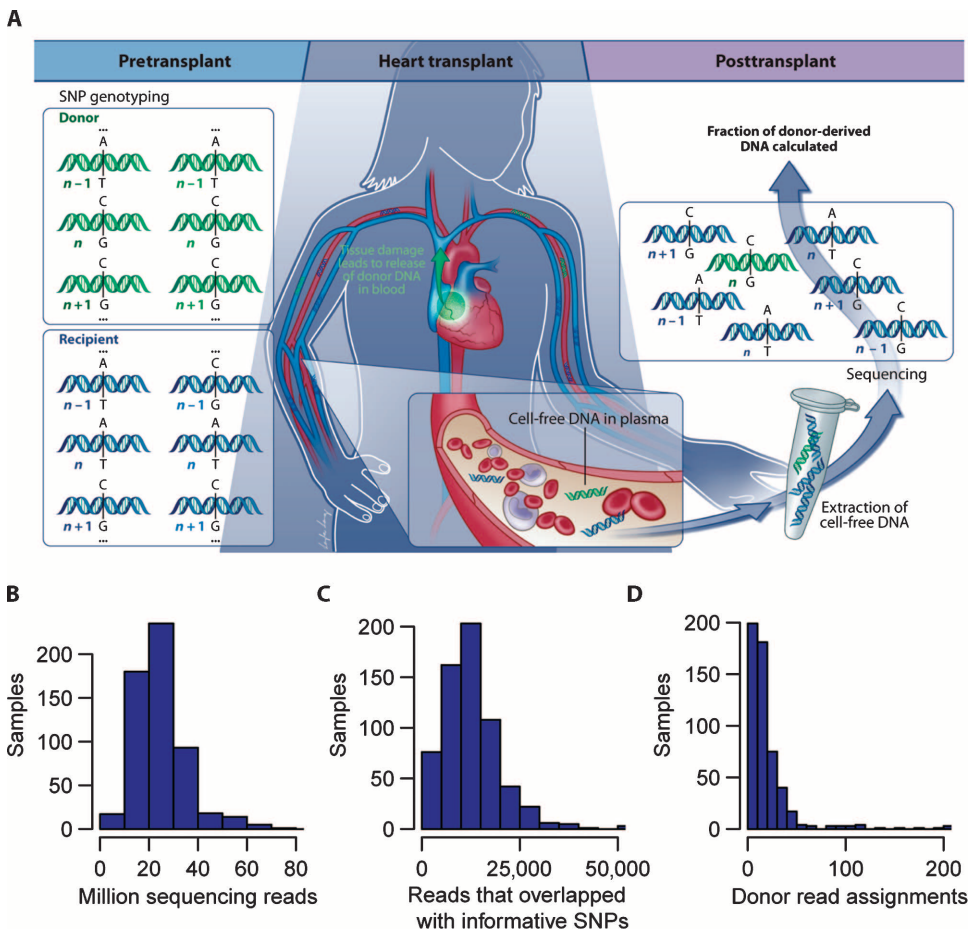 A
Pretransplant
Heart transplant
Posttransplant
SNP genotyping
Donor
... ...
A A
n – 1 T n – 1 T
C C
n G n G
C C
n + 1 G n + 1 G
... ...
Recipient
... ...
A C
n – 1 T n – 1 G
A A
n T n T
C C
n + 1 G n + 1 G
... ...
Tissue damage
leads to release
of donor DNA
in blood
Cell-free DNA in plasma
Fraction of donor-derived
DNA calculated
C
n + 1 G
A
n T
C
n G
C
n + 1 G
A
n – 1 T
A
n T
C
n – 1 G
Sequencing
Extraction of
cell-free DNA
B
Samples
200
150
100
50
0
0 20 40 60 80
Million sequencing reads
C
Samples
200
150
100
50
0
0 25,000 50,000
Reads that overlapped
with informative SNPs
D
Samples
200
150
100
50
0
0 100 200
Donor read assignments